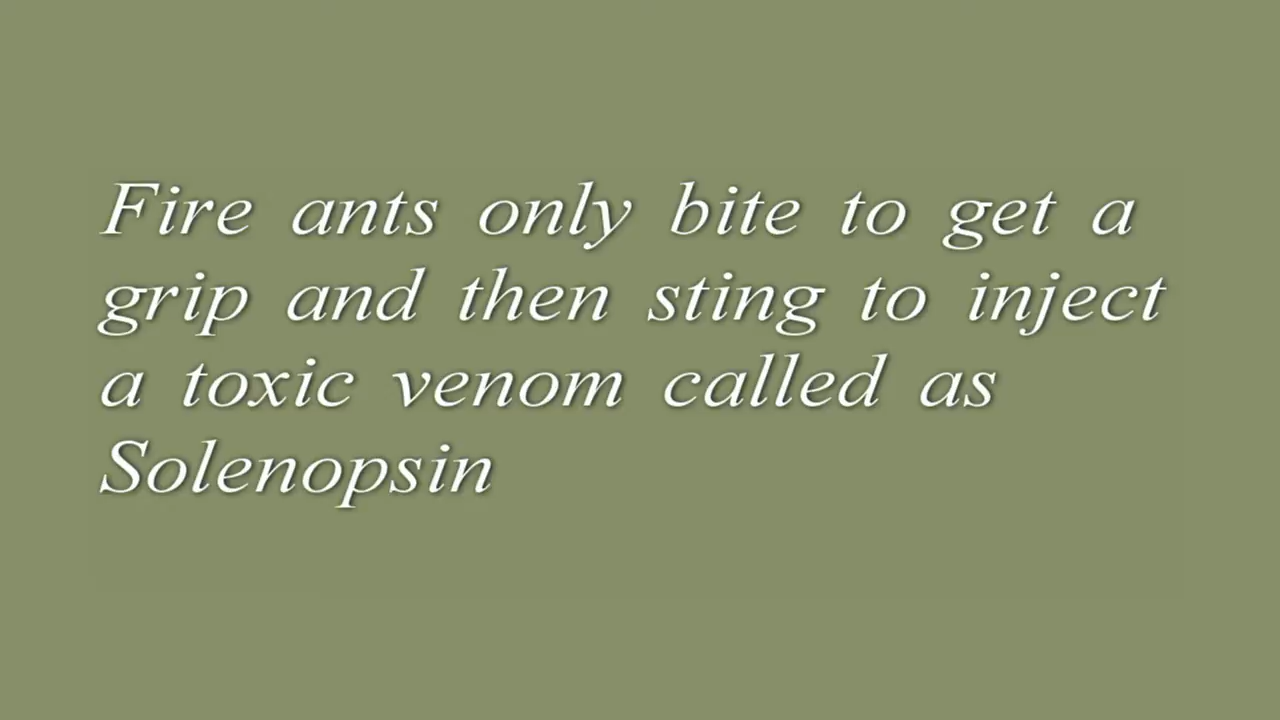 Fire ants only bite to get a
grip and then sting to inject
a toxic venom called as
Solenopsin